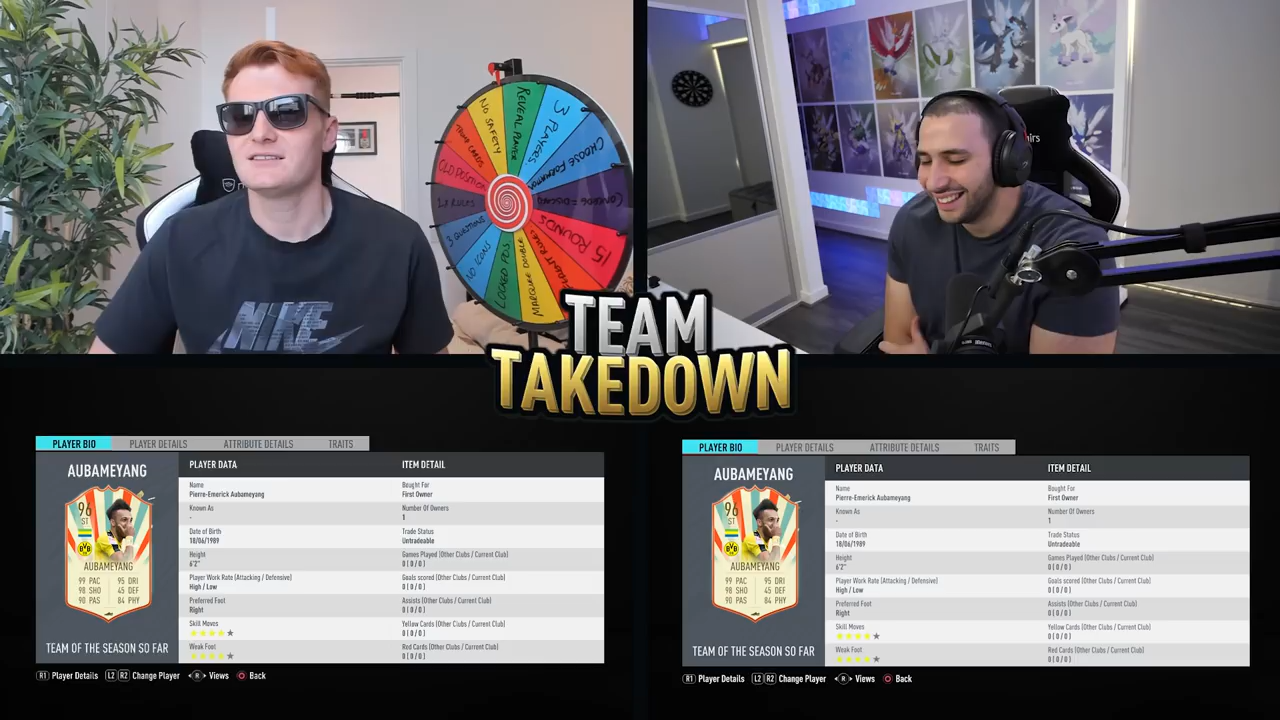 NO SAFETY
REVEAL PLAYER
3 PLAYERS
CHOOSE FORMATION
15 ROUNDS
MARQUEE DOUBLE
LOCKED PDS
NO ICONS
3 QUESTIONS
NIKE
TEAM
TAKEDOWN
PLAYER BIO PLAYER DETAILS ATTRIBUTE DETAILS TRAITS
AUBAMEYANG
96
ST
BVB
09
AUBAMEYANG
99 PAC 95 DRI
98 SHO 45 DEF
90 PAS 84 PHY
TEAM OF THE SEASON SO FAR
PLAYER DATA ITEM DETAIL
Name Bought For
Pierre-Emerick Aubameyang First Owner
Known As Number Of Owners
- 1
Date of Birth Trade Status
18/06/1989 Untradeable
Height Games Played (Other Clubs / Current Club)
6'2" 0 ( 0 / 0 )
Player Work Rate (Attacking / Defensive) Goals scored (Other Clubs / Current Club)
High / Low 0 ( 0 / 0 )
Preferred Foot Assists (Other Clubs / Current Club)
Right 0 ( 0 / 0 )
Skill Moves Yellow Cards (Other Clubs / Current Club)
0 ( 0 / 0 )
Weak Foot Red Cards (Other Clubs / Current Club)
0 ( 0 / 0 )
R1 Player Details L2 R2 Change Player R Views Back
PLAYER BIO PLAYER DETAILS ATTRIBUTE DETAILS TRAITS
AUBAMEYANG
96
ST
BVB
09
AUBAMEYANG
99 PAC 95 DRI
98 SHO 45 DEF
90 PAS 84 PHY
TEAM OF THE SEASON SO FAR
PLAYER DATA ITEM DETAIL
Name Bought For
Pierre-Emerick Aubameyang First Owner
Known As Number Of Owners
- 1
Date of Birth Trade Status
18/06/1989 Untradeable
Height Games Played (Other Clubs / Current Club)
6'2" 0 ( 0 / 0 )
Player Work Rate (Attacking / Defensive) Goals scored (Other Clubs / Current Club)
High / Low 0 ( 0 / 0 )
Preferred Foot Assists (Other Clubs / Current Club)
Right 0 ( 0 / 0 )
Skill Moves Yellow Cards (Other Clubs / Current Club)
0 ( 0 / 0 )
Weak Foot Red Cards (Other Clubs / Current Club)
0 ( 0 / 0 )
R1 Player Details L2 R2 Change Player R Views Back